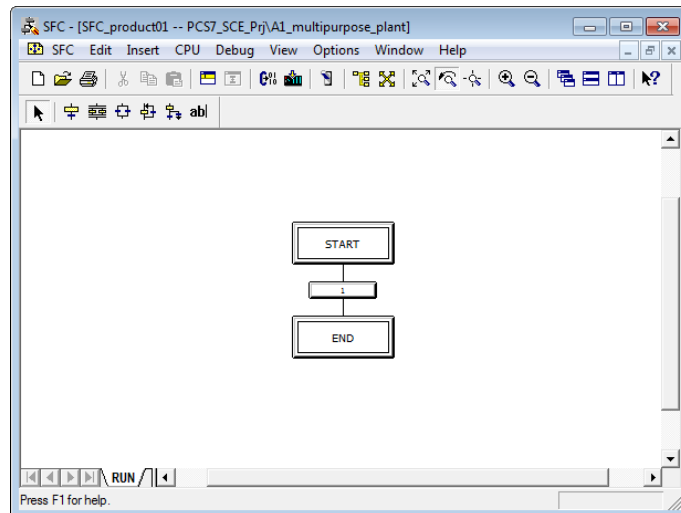 SFC - [SFC_product01 -- PCS7_SCE_Prj\A1_multipurpose_plant]
SFC Edit Insert CPU Debug View Options Window Help
ab|
START
1
END
RUN
Press F1 for help.